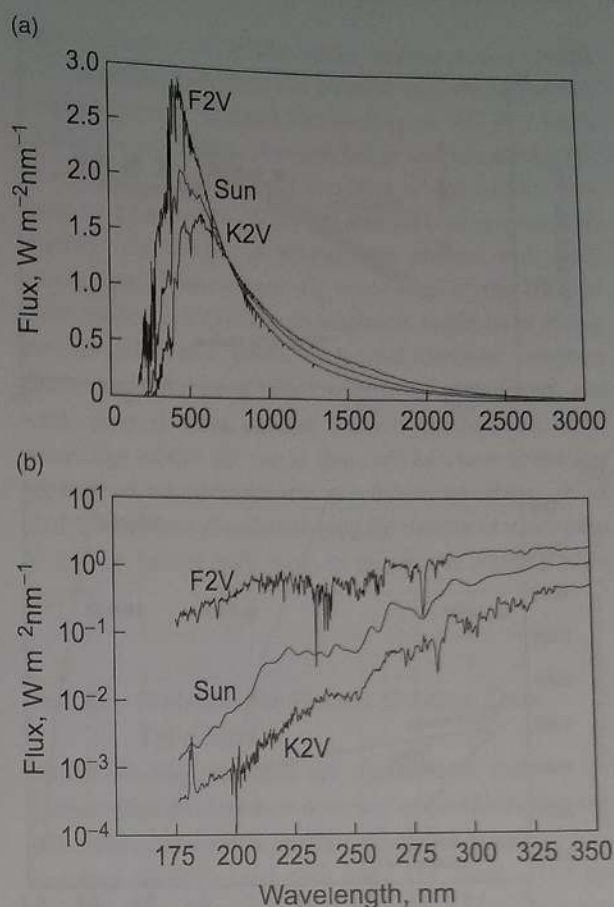 (a)
3.0
2.5
2.0
1.5
1.0
0.5
0
Flux, W m⁻²nm⁻¹
F2V
Sun
K2V
0 500 1000 1500 2000 2500 3000
(b)
10¹
10⁰
10⁻¹
10⁻²
10⁻³
10⁻⁴
Flux, W m⁻²nm⁻¹
F2V
Sun
K2V
175 200 225 250 275 300 325 350
Wavelength, nm